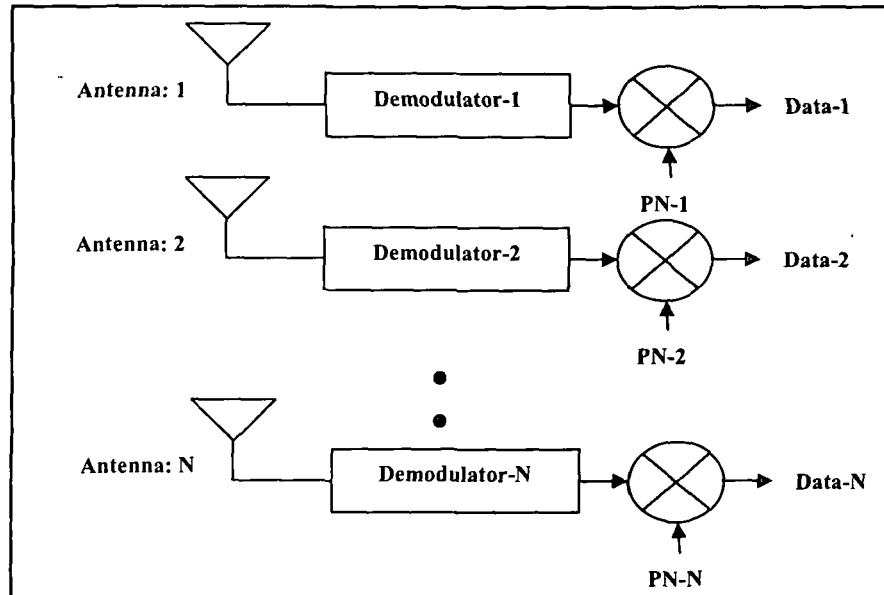 Antenna: 1
Demodulator-1
Data-1
PN-1
Antenna: 2
Demodulator-2
Data-2
PN-2
Antenna: N
Demodulator-N
Data-N
PN-N